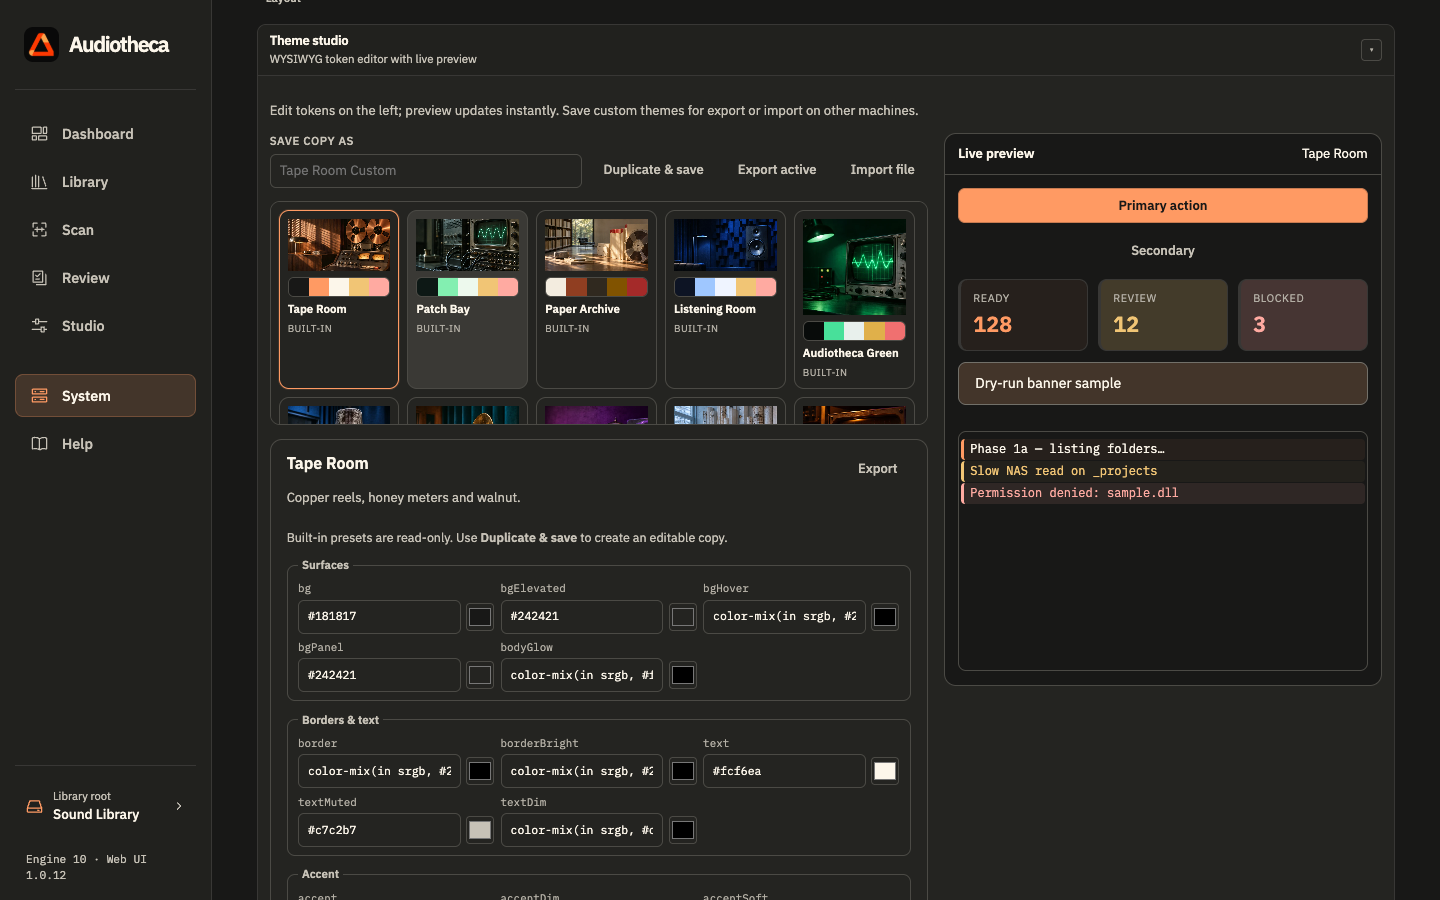 Audiotheca
Dashboard
Library
Scan
Review
Studio
System
Help
Library root
Sound Library
Engine 10 · Web UI
1.0.12
Layout
Theme studio
WYSIWYG token editor with live preview
Edit tokens on the left; preview updates instantly. Save custom themes for export or import on other machines.
SAVE COPY AS
Tape Room Custom
Duplicate & save
Export active
Import file
Tape Room
BUILT-IN
Patch Bay
BUILT-IN
Paper Archive
BUILT-IN
Listening Room
BUILT-IN
Audiotheca Green
BUILT-IN
Tape Room
Export
Copper reels, honey meters and walnut.
Built-in presets are read-only. Use Duplicate & save to create an editable copy.
Surfaces
bg
bgElevated
bgHover
#181817
#242421
color-mix(in srgb, #2
bgPanel
bodyGlow
#242421
color-mix(in srgb, #f
Borders & text
border
borderBright
text
color-mix(in srgb, #2
color-mix(in srgb, #2
#fcf6ea
textMuted
textDim
#c7c2b7
color-mix(in srgb, #c
Accent
accent
accentDim
accentSoft
Live preview
Tape Room
Primary action
Secondary
READY
128
REVIEW
12
BLOCKED
3
Dry-run banner sample
Phase 1a — listing folders…
Slow NAS read on _projects
Permission denied: sample.dll